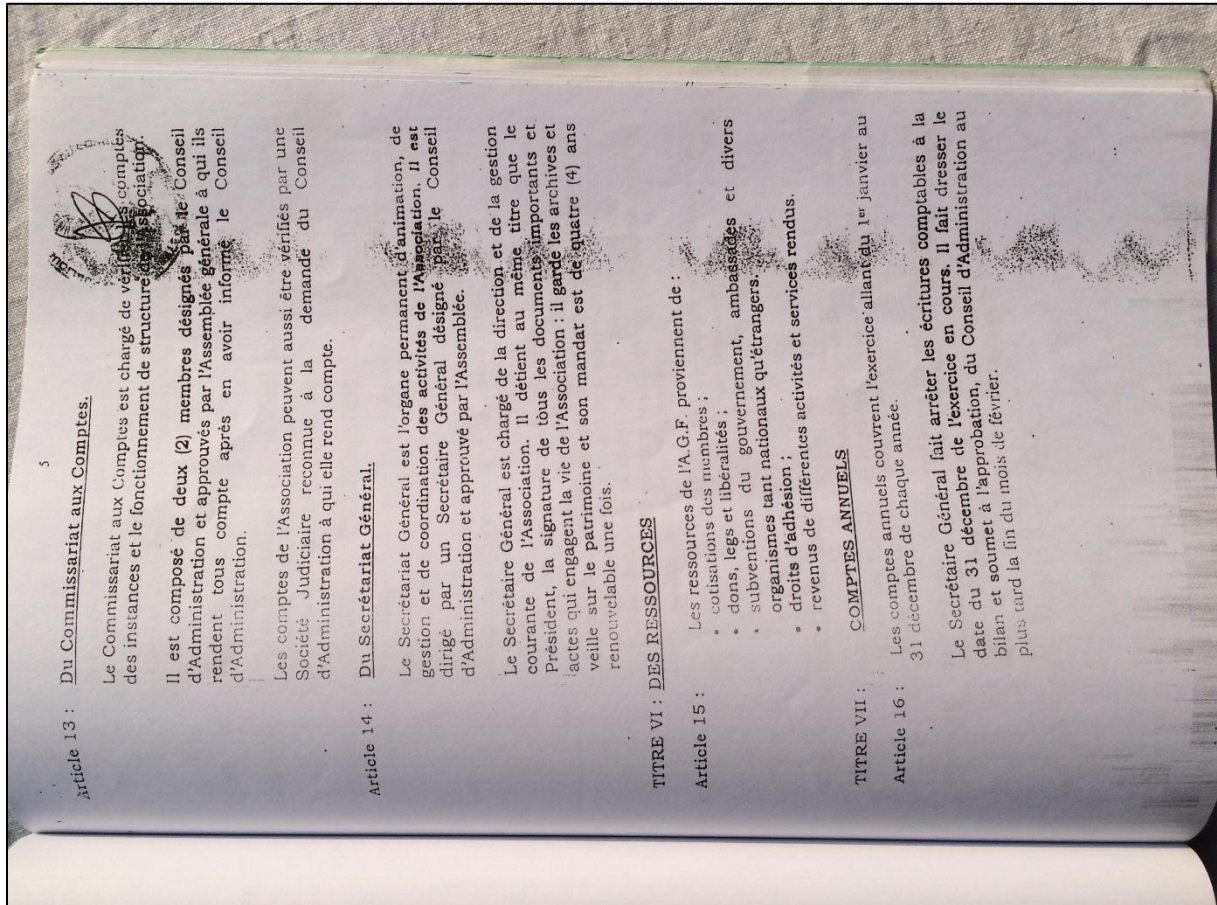 5
Article 13 : Du Commissariat aux Comptes.
Le Commissariat aux Comptes est chargé de vérifier les comptes
des instances et le fonctionnement de structure de l'Association.
Il est composé de deux (2) membres désignés par le Conseil
d'Administration et approuvés par l'Assemblée générale à qui ils
rendent tous compte après en avoir informé le Conseil
d'Administration.
Les comptes de l'Association peuvent aussi être vérifiés par une
Société Judiciaire reconnue à la demande du Conseil
d'Administration à qui elle rend compte.
Article 14 : Du Secrétariat Général.
Le Secrétariat Général est l'organe permanent d'animation, de
gestion et de coordination des activités de l'Association. Il est
dirigé par un Secrétaire Général désigné par le Conseil
d'Administration et approuvé par l'Assemblée.
Le Secrétaire Général est chargé de la direction et de la gestion
courante de l'Association. Il détient au même titre que le
Président, la signature de tous les documents importants et
actes qui engagent la vie de l'Association : il garde les archives et
veille sur le patrimoine et son mandat est de quatre (4) ans
renouvelable une fois.
TITRE VI : DES RESSOURCES
Article 15 : Les ressources de l'A.G.F. proviennent de :
• cotisations des membres ;
• dons, legs et libéralités ;
• subventions du gouvernement, ambassades et divers
organismes tant nationaux qu'étrangers.
• droits d'adhésion ;
• revenus de différentes activités et services rendus.
TITRE VII : COMPTES ANNUELS
Article 16 : Les comptes annuels couvrent l'exercice allant du 1er janvier au
31 décembre de chaque année.
Le Secrétaire Général fait arrêter les écritures comptables à la
date du 31 décembre de l'exercice en cours. Il fait dresser le
bilan et soumet à l'approbation, du Conseil d'Administration au
plus tard la fin du mois de février.